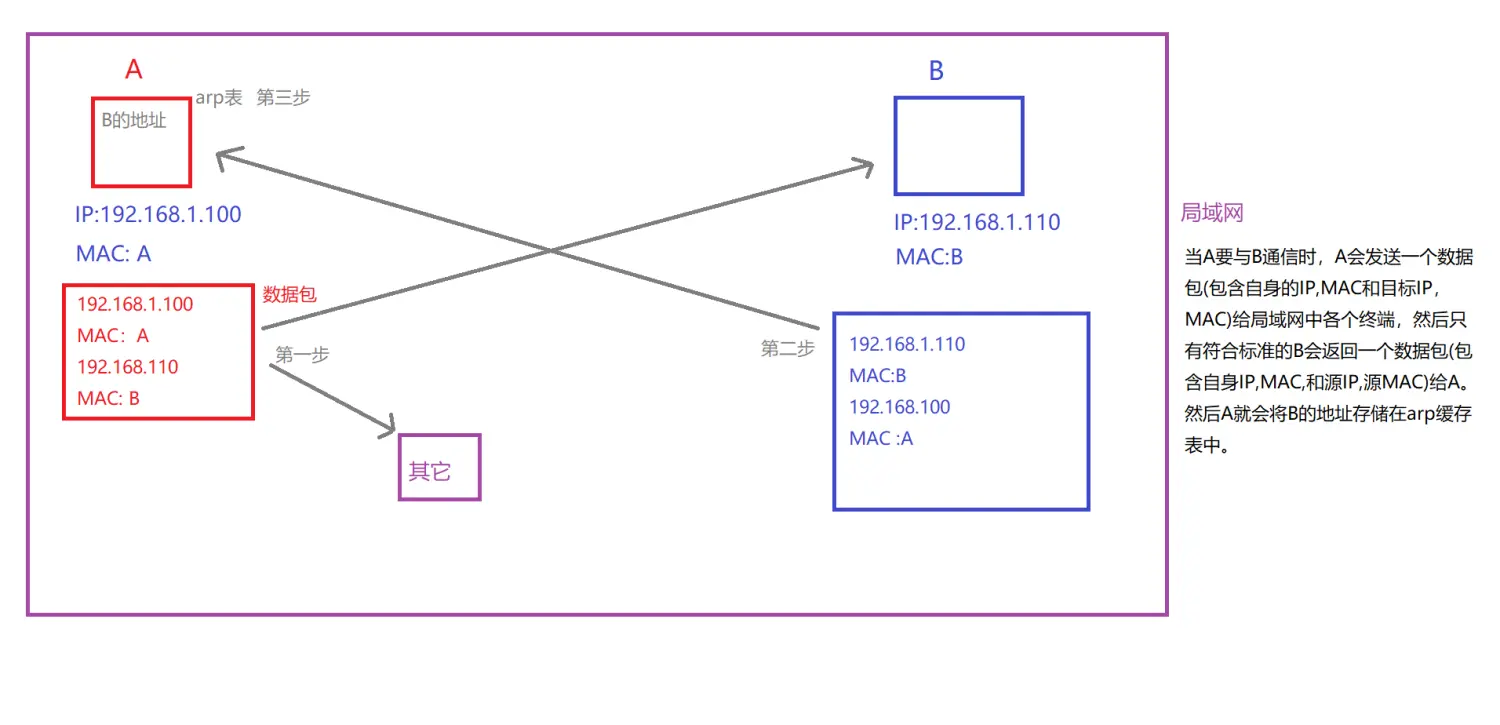 A
arp表 第三步
B的地址
IP:192.168.1.100
MAC: A
数据包
192.168.1.100
MAC：A
192.168.110
MAC: B
第一步
其它
B
IP:192.168.1.110
MAC:B
第二步
192.168.1.110
MAC:B
192.168.100
MAC :A
局域网
当A要与B通信时，A会发送一个数据
包(包含自身的IP,MAC和目标IP，
MAC)给局域网中各个终端，然后只
有符合标准的B会返回一个数据包(包
含自身IP,MAC,和源IP,源MAC)给A。
然后A就会将B的地址存储在arp缓存
表中。